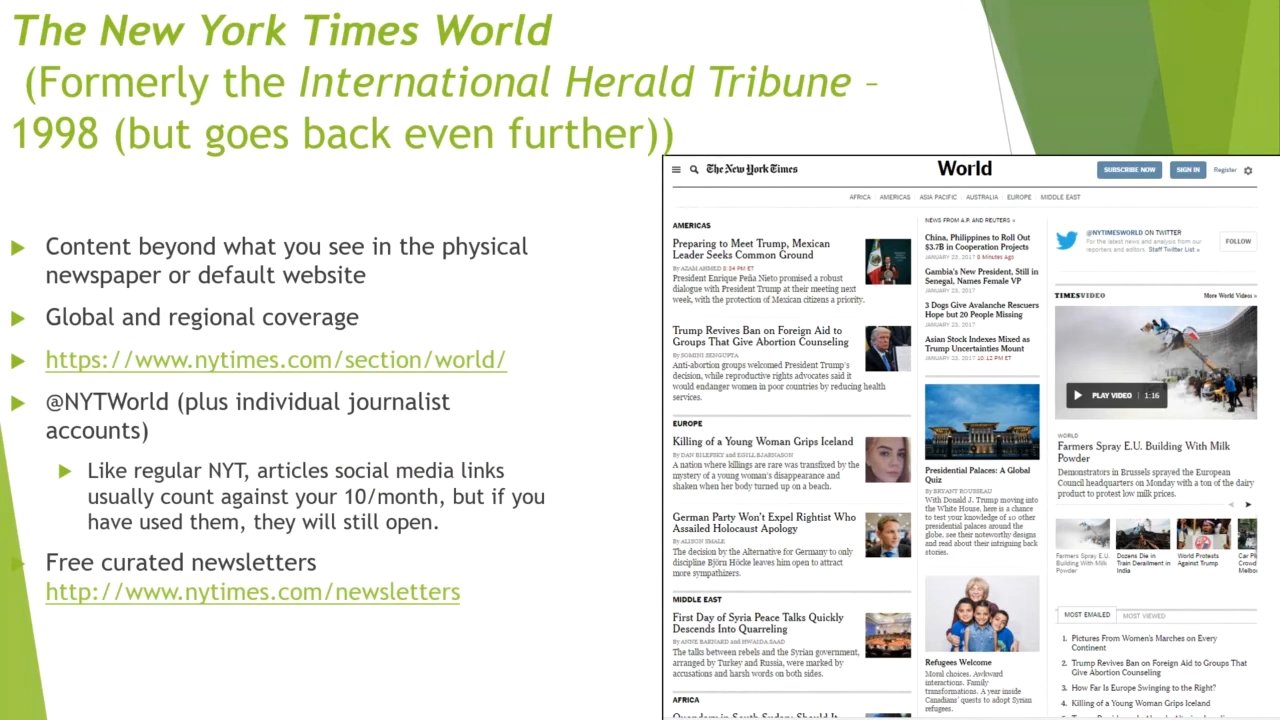 The New York Times World
(Formerly the International Herald Tribune –
1998 (but goes back even further))
Content beyond what you see in the physical
newspaper or default website
Global and regional coverage
https://www.nytimes.com/section/world/
@NYTWorld (plus individual journalist
accounts)
Like regular NYT, articles social media links
usually count against your 10/month, but if you
have used them, they will still open.
Free curated newsletters
http://www.nytimes.com/newsletters
The New York Times
World
SUBSCRIBE NOW
SIGN IN
Register
AFRICA AMERICAS ASIA PACIFIC AUSTRALIA EUROPE MIDDLE EAST
AMERICAS
Preparing to Meet Trump, Mexican
Leader Seeks Common Ground
By AZAM AHMED 5:34 PM ET
President Enrique Peña Nieto promised a robust
dialogue with President Trump at their meeting next
week, with the protection of Mexican citizens a priority.
Trump Revives Ban on Foreign Aid to
Groups That Give Abortion Counseling
By SOMINI SENGUPTA
Anti-abortion groups welcomed President Trump's
decision, while reproductive rights advocates said it
would endanger women in poor countries by reducing health
services.
EUROPE
Killing of a Young Woman Grips Iceland
By DAN BILEFSKY and EGILL BJARNASON
A nation where killings are rare was transfixed by the
mystery of a young woman's disappearance and
shaken when her body turned up on a beach.
German Party Won't Expel Rightist Who
Assailed Holocaust Apology
By ALISON SMALE
The decision by the Alternative for Germany to only
discipline Björn Höcke leaves him open to attract
more sympathizers.
MIDDLE EAST
First Day of Syria Peace Talks Quickly
Descends Into Quarreling
By ANNE BARNARD and HWAIDA SAAD
The talks between rebels and the Syrian government,
arranged by Turkey and Russia, were marked by
accusations and harsh words on both sides.
AFRICA
NEWS FROM A.P. AND REUTERS »
China, Philippines to Roll Out
$3.7B in Cooperation Projects
JANUARY 23, 2017 8 Minutes Ago
Gambia's New President, Still in
Senegal, Names Female VP
JANUARY 23, 2017
3 Dogs Give Avalanche Rescuers
Hope but 20 People Missing
JANUARY 23, 2017
Asian Stock Indexes Mixed as
Trump Uncertainties Mount
JANUARY 23, 2017 10:12 PM ET
Presidential Palaces: A Global
Quiz
By BRYANT ROUSSEAU
With Donald J. Trump moving into
the White House, here is a chance
to test your knowledge of 10 other
presidential palaces around the
globe, see their noteworthy designs
and read about their intriguing back
stories.
Refugees Welcome
Moral choices. Awkward
interactions. Family
transformations. A year inside
Canadians' quests to adopt Syrian
refugees.
@NYTIMESWORLD ON TWITTER
For the latest news and analysis from our
reporters and editors. Staff Twitter List »
FOLLOW
TIMESVIDEO
More World Videos »
PLAY VIDEO 1:16
WORLD
Farmers Spray E.U. Building With Milk
Powder
Demonstrators in Brussels sprayed the European
Council headquarters on Monday with a ton of the dairy
product to protest low milk prices.
Farmers Spray E.U.
Building With Milk
Powder
Dozens Die in
Train Derailment in
India
World Protests
Against Trump
MOST EMAILED
MOST VIEWED
1. Pictures From Women's Marches on Every
Continent
2. Trump Revives Ban on Foreign Aid to Groups That
Give Abortion Counseling
3. How Far Is Europe Swinging to the Right?
4. Killing of a Young Woman Grips Iceland